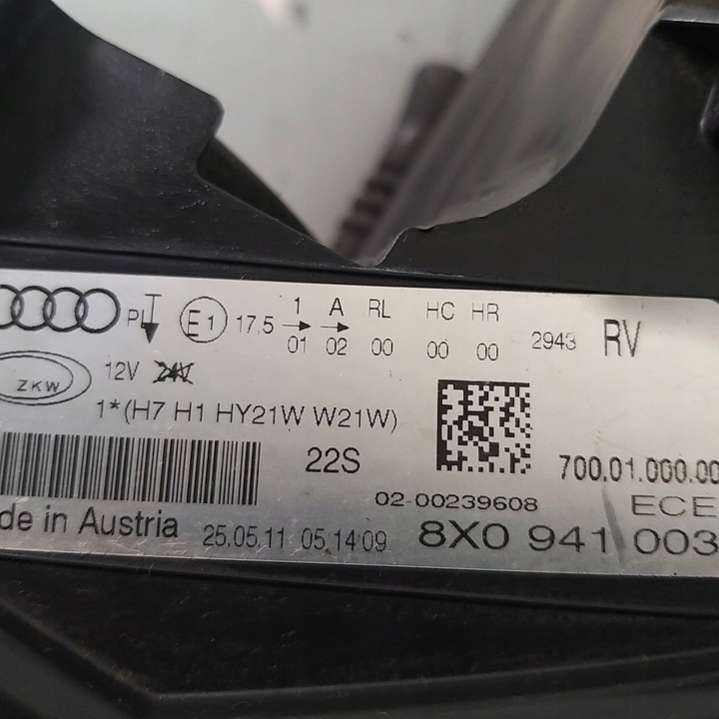 PL E1 17,5 1 A RL HC HR
01 02 00 00 00 2943 RV
ZKW 12V 24V
1*(H7 H1 HY21W W21W)
22S 700.01.000.00
02-00239608 ECE
de in Austria 25.05.11 05:14:09 8X0 941 003